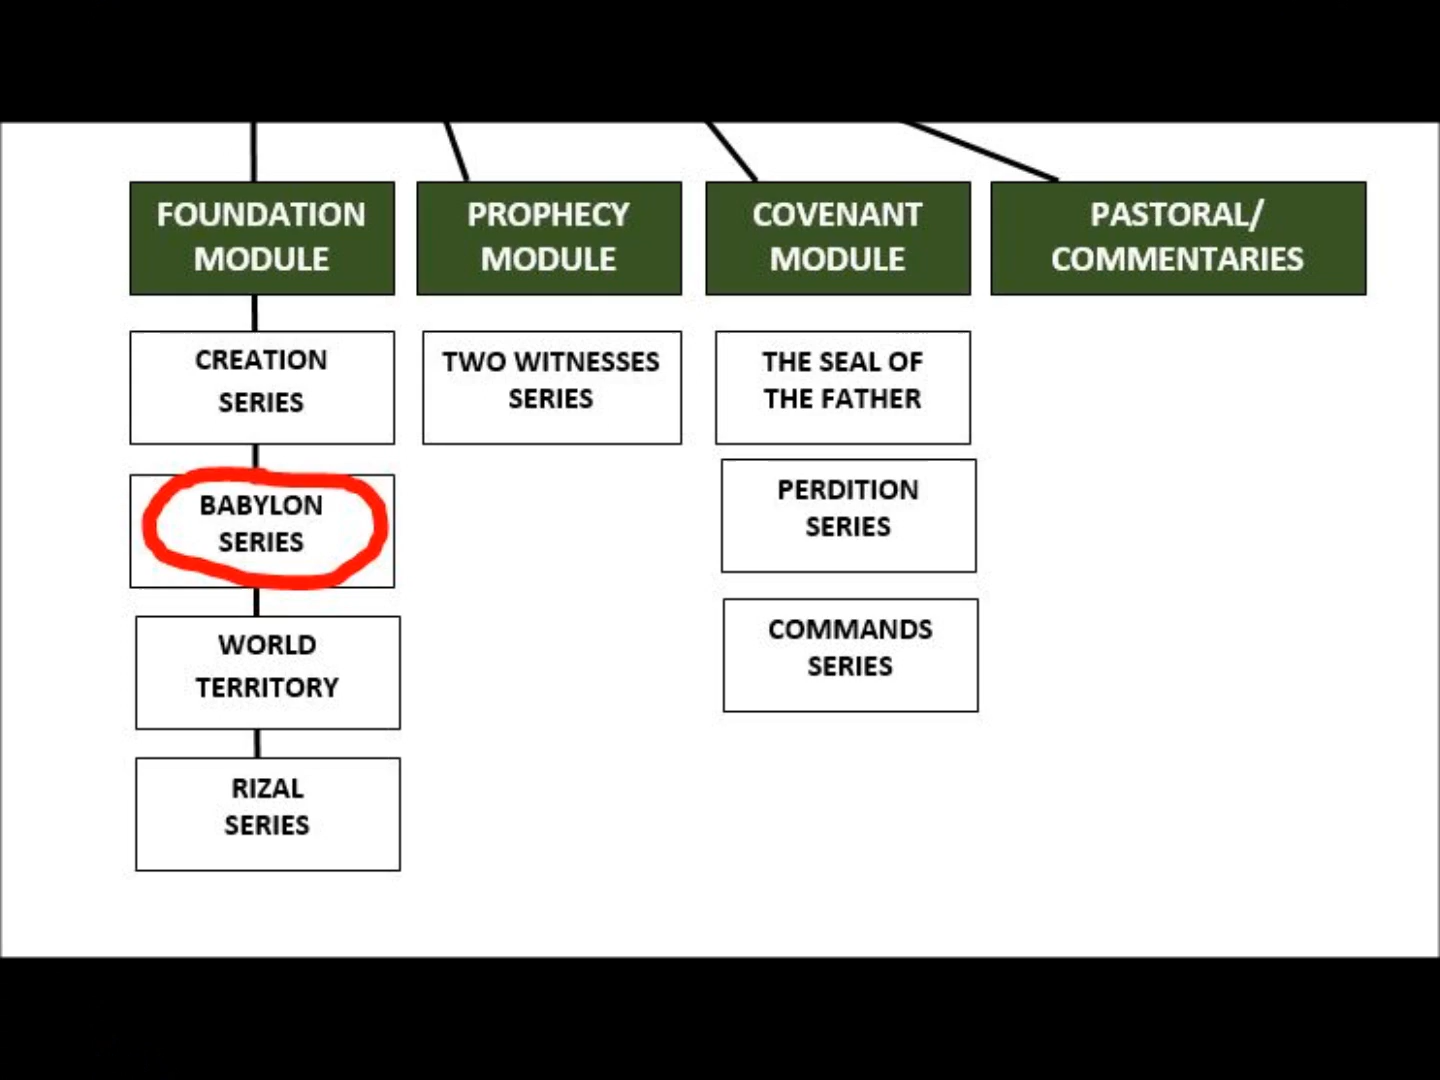 FOUNDATION
MODULE
PROPHECY
MODULE
COVENANT
MODULE
PASTORAL/
COMMENTARIES
CREATION
SERIES
TWO WITNESSES
SERIES
THE SEAL OF
THE FATHER
BABYLON
SERIES
PERDITION
SERIES
WORLD
TERRITORY
COMMANDS
SERIES
RIZAL
SERIES